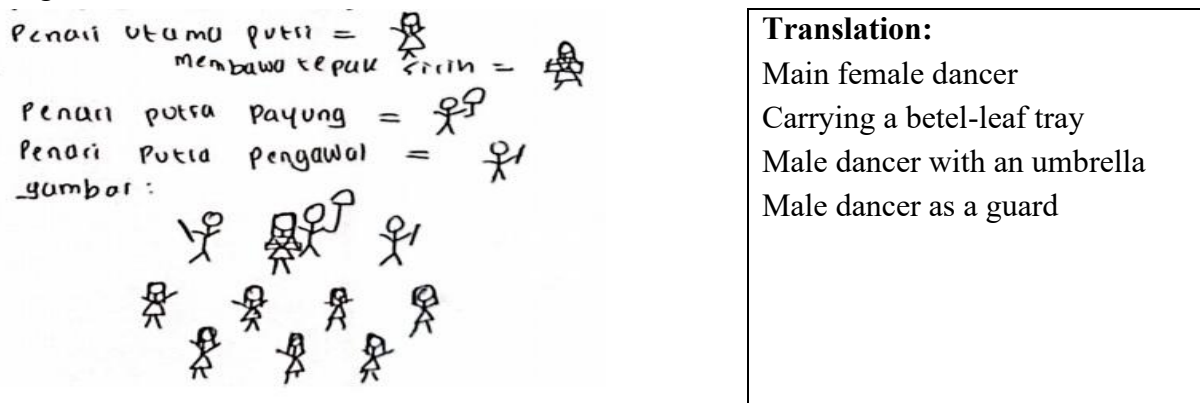 Penari utama putri =
membawa tepak sirih =
Penari putra Payung =
Penari Putra pengawal =
gambar:
Translation:
Main female dancer
Carrying a betel-leaf tray
Male dancer with an umbrella
Male dancer as a guard